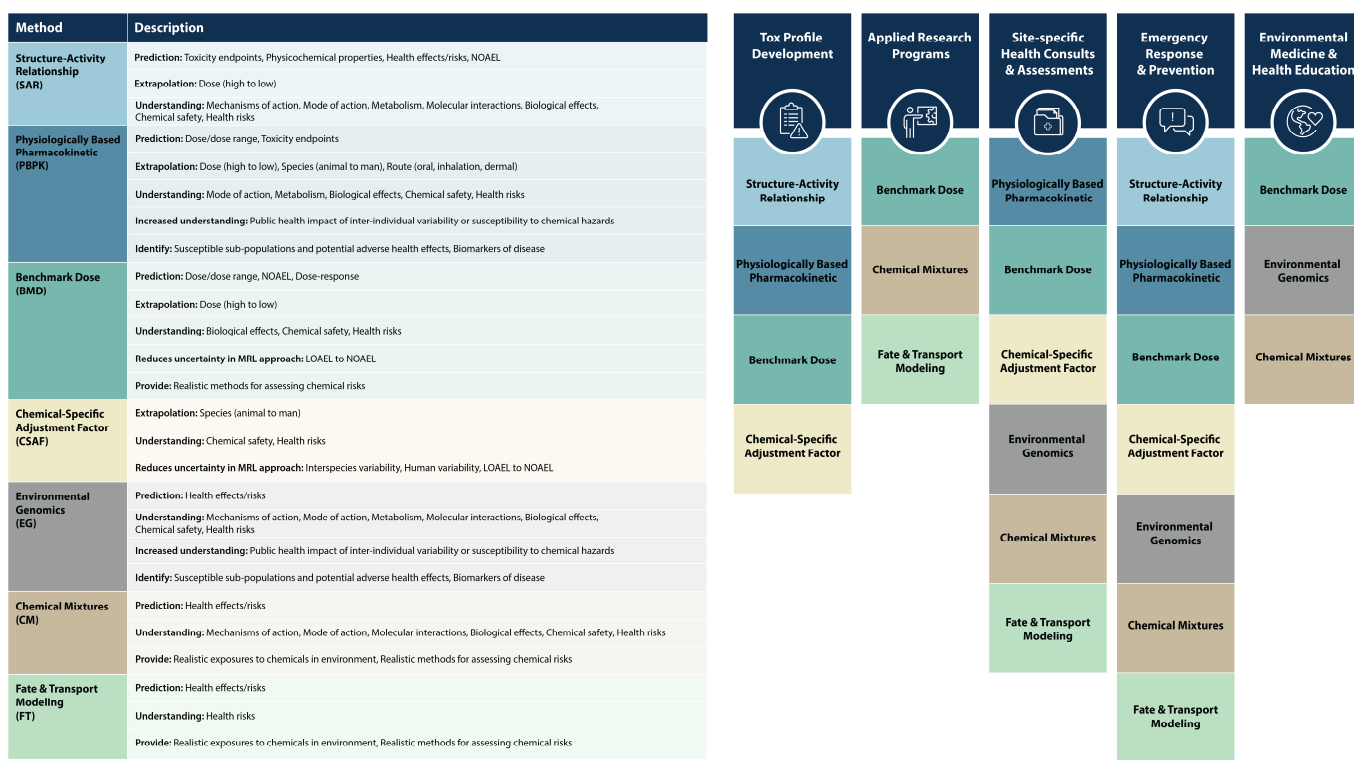 Method
Description
Structure-Activity
Relationship
(SAR)
Prediction: Toxicity endpoints, Physicochemical properties, Health effects/risks, NOAEL
Extrapolation: Dose (high to low)
Understanding: Mechanisms of action. Mode of action. Metabolism. Molecular interactions. Biological effects.
Chemical safety, Health risks
Physiologically Based
Pharmacokinetic
(PBPK)
Prediction: Dose/dose range, Toxicity endpoints
Extrapolation: Dose (high to low), Species (animal to man), Route (oral, inhalation, dermal)
Understanding: Mode of action, Metabolism, Biological effects, Chemical safety, Health risks
Increased understanding: Public health impact of inter-individual variability or susceptibility to chemical hazards
Identify: Susceptible sub-populations and potential adverse health effects, Biomarkers of disease
Benchmark Dose
(BMD)
Prediction: Dose/dose range, NOAEL, Dose-response
Extrapolation: Dose (high to low)
Understanding: Biological effects, Chemical safety, Health risks
Reduces uncertainty in MRL approach: LOAEL to NOAEL
Provide: Realistic methods for assessing chemical risks
Chemical-Specific
Adjustment Factor
(CSAF)
Extrapolation: Species (animal to man)
Understanding: Chemical safety, Health risks
Reduces uncertainty in MRL approach: Interspecies variability, Human variability, LOAEL to NOAEL
Environmental
Genomics
(EG)
Prediction: Health effects/risks
Understanding: Mechanisms of action, Mode of action, Metabolism, Molecular interactions, Biological effects,
Chemical safety, Health risks
Increased understanding: Public health impact of inter-individual variability or susceptibility to chemical hazards
Identify: Susceptible sub-populations and potential adverse health effects, Biomarkers of disease
Chemical Mixtures
(CM)
Prediction: Health effects/risks
Understanding: Mechanisms of action, Mode of action, Molecular interactions, Biological effects, Chemical safety, Health risks
Provide: Realistic exposures to chemicals in environment, Realistic methods for assessing chemical risks
Fate & Transport
Modeling
(FT)
Prediction: Health effects/risks
Understanding: Health risks
Provide: Realistic exposures to chemicals in environment, Realistic methods for assessing chemical risks
Tox Profile
Development
Structure-Activity
Relationship
Physiologically Based
Pharmacokinetic
Benchmark Dose
Chemical-Specific
Adjustment Factor
Applied Research
Programs
Benchmark Dose
Chemical Mixtures
Fate & Transport
Modeling
Site-specific
Health Consults
& Assessments
Physiologically Based
Pharmacokinetic
Benchmark Dose
Chemical-Specific
Adjustment Factor
Environmental
Genomics
Chemical Mixtures
Fate & Transport
Modeling
Emergency
Response
& Prevention
Structure-Activity
Relationship
Physiologically Based
Pharmacokinetic
Benchmark Dose
Chemical-Specific
Adjustment Factor
Environmental
Genomics
Chemical Mixtures
Fate & Transport
Modeling
Environmental
Medicine &
Health Education
Benchmark Dose
Environmental
Genomics
Chemical Mixtures